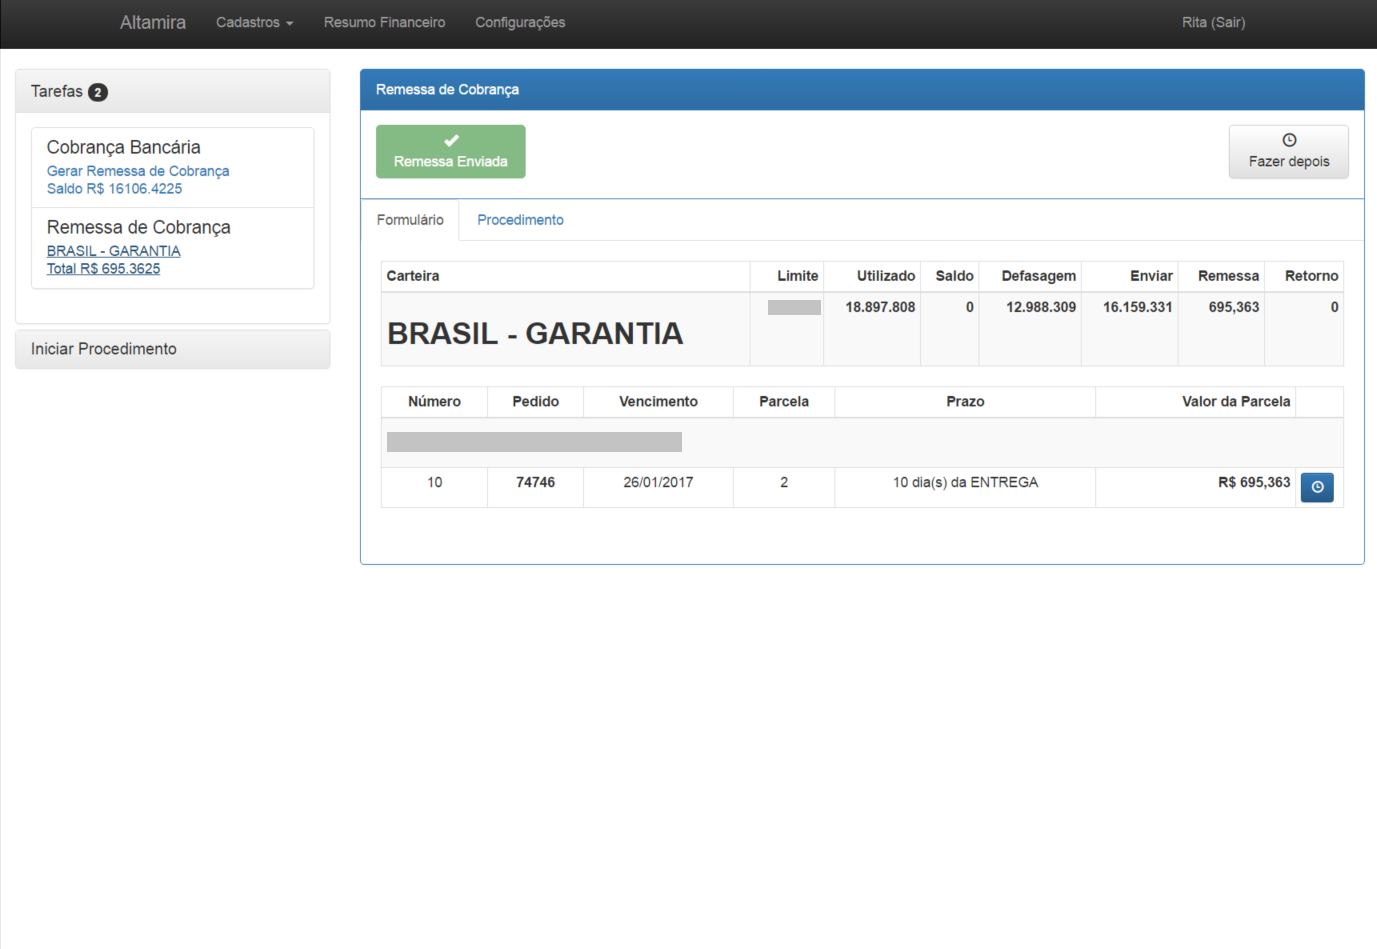 Altamira Cadastros Resumo Financeiro Configurações Rita (Sair)
Tarefas 2
Cobrança Bancária
Gerar Remessa de Cobrança
Saldo R$ 16106.4225
Remessa de Cobrança
BRASIL - GARANTIA
Total R$ 695.3625
Iniciar Procedimento
Remessa de Cobrança
Remessa Enviada
Fazer depois
Formulário Procedimento
Carteira Limite Utilizado Saldo Defasagem Enviar Remessa Retorno
BRASIL - GARANTIA 18.897.808 0 12.988.309 16.159.331 695,363 0
Número Pedido Vencimento Parcela Prazo Valor da Parcela
10 74746 26/01/2017 2 10 dia(s) da ENTREGA R$ 695,363